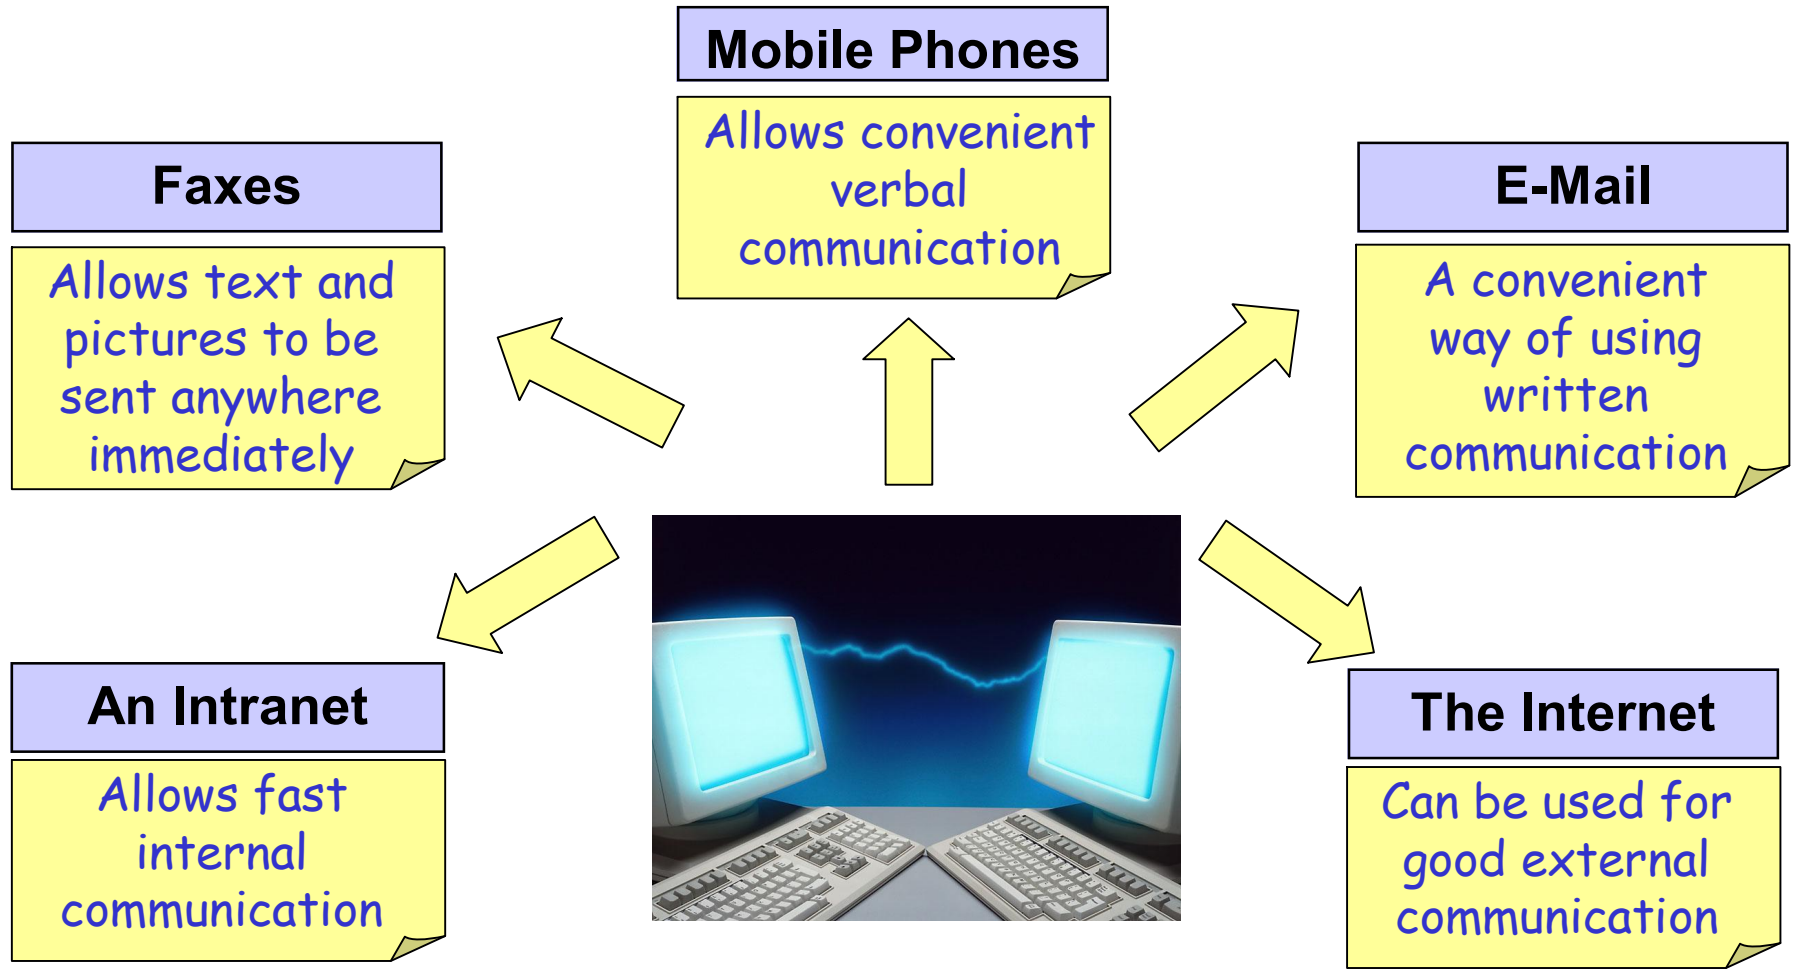 Mobile Phones
Allows convenient
verbal
communication
Faxes
Allows text and
pictures to be
sent anywhere
immediately
E-Mail
A convenient
way of using
written
communication
An Intranet
Allows fast
internal
communication
The Internet
Can be used for
good external
communication